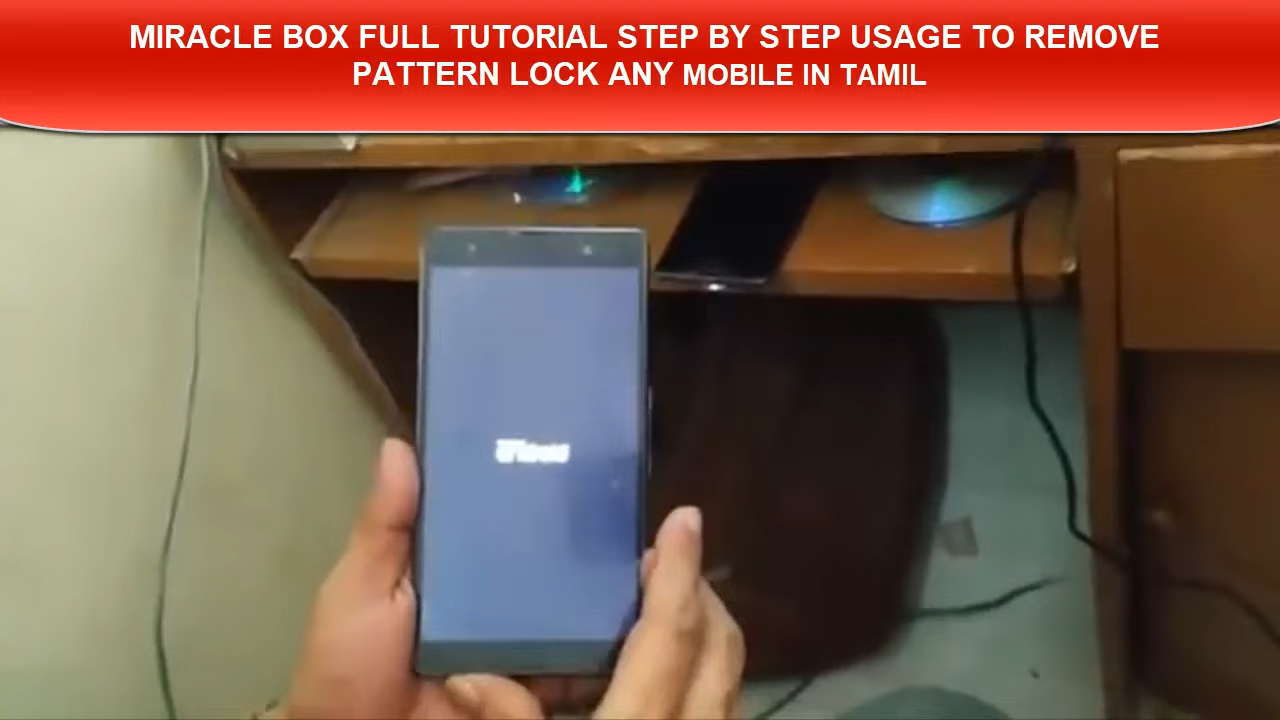 MIRACLE BOX FULL TUTORIAL STEP BY STEP USAGE TO REMOVE
PATTERN LOCK ANY MOBILE IN TAMIL